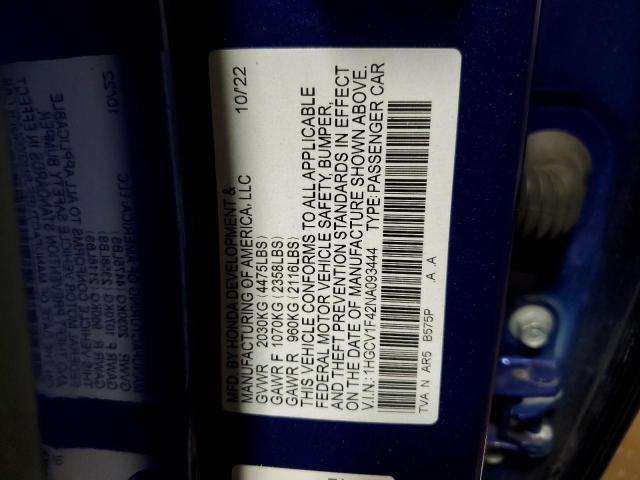 MFD. BY HONDA DEVELOPMENT &
MANUFACTURING OF AMERICA, LLC 10/22
GVWR 2030KG (4475LBS)
GAWR F 1070KG (2358LBS)
GAWR R 960KG (2116LBS)
THIS VEHICLE CONFORMS TO ALL APPLICABLE
FEDERAL MOTOR VEHICLE SAFETY, BUMPER,
AND THEFT PREVENTION STANDARDS IN EFFECT
ON THE DATE OF MANUFACTURE SHOWN ABOVE.
V.I.N.:1HGCV1F42NA093444 TYPE:PASSENGER CAR
TVA N AR5 B575P .A .A